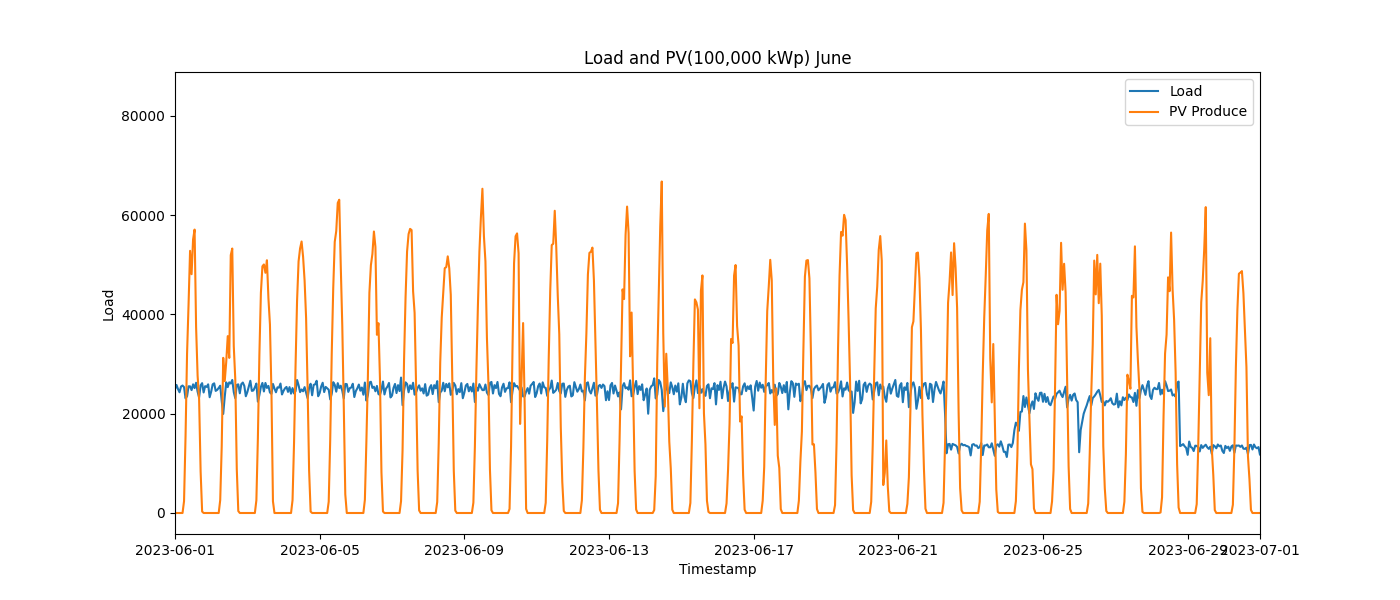 Load and PV(100,000 kWp) June
Load
PV Produce
80000
60000
40000
20000
0
Load
2023-06-01
2023-06-05
2023-06-09
2023-06-13
2023-06-17
2023-06-21
2023-06-25
2023-06-29
2023-07-01
Timestamp